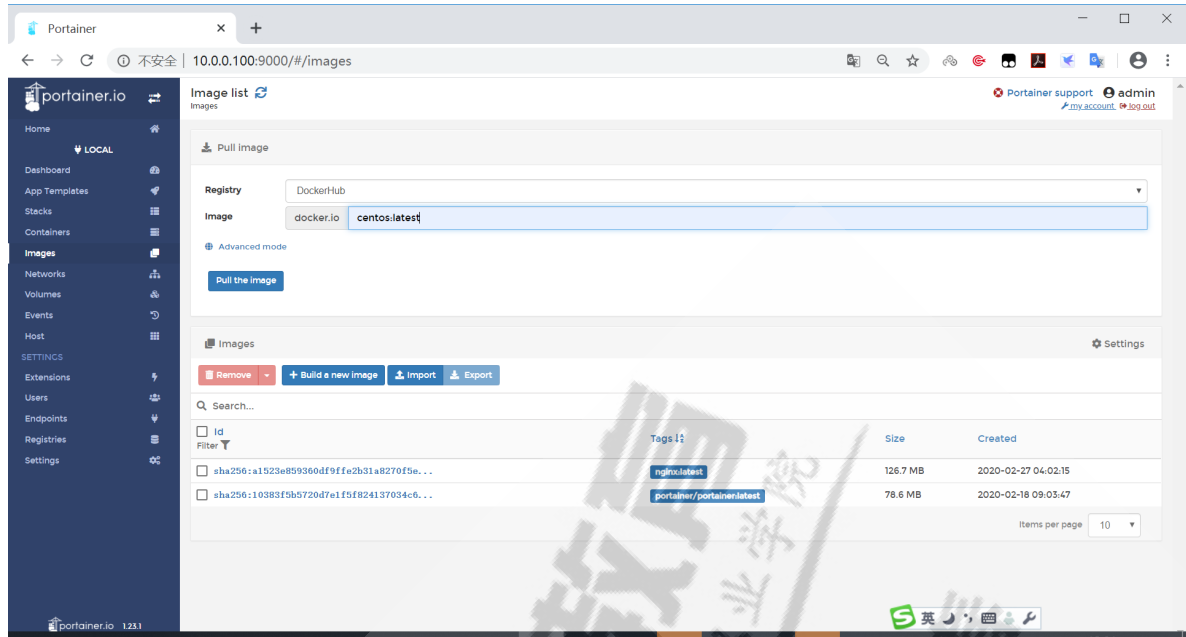 Portainer
不安全 | 10.0.0.100:9000/#/images
portainer.io
Home
LOCAL
Dashboard
App Templates
Stacks
Containers
Images
Networks
Volumes
Events
Host
SETTINGS
Extensions
Users
Endpoints
Registries
Settings
portainer.io 1.23.1
Image list
Images
Portainer support admin
my account log out
Pull image
Registry DockerHub
Image docker.io centos:latest
Advanced mode
Pull the image
Images Settings
Remove + Build a new image Import Export
Search...
Id Tags Size Created
Filter
sha256:a1523e859360df9ffe2b31a8270f5e... nginx:latest 126.7 MB 2020-02-27 04:02:15
sha256:10383f5b5720d7e1f5f824137034c6... portainer/portainer:latest 78.6 MB 2020-02-18 09:03:47
Items per page 10
教育
业学院
英